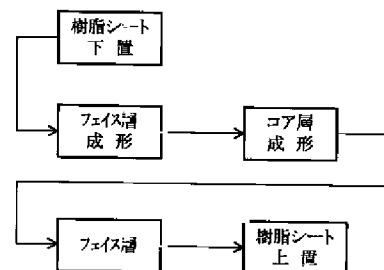 樹脂シート
下置
フェイス層
成形
コア層
成形
フェイス層
樹脂シート
上置